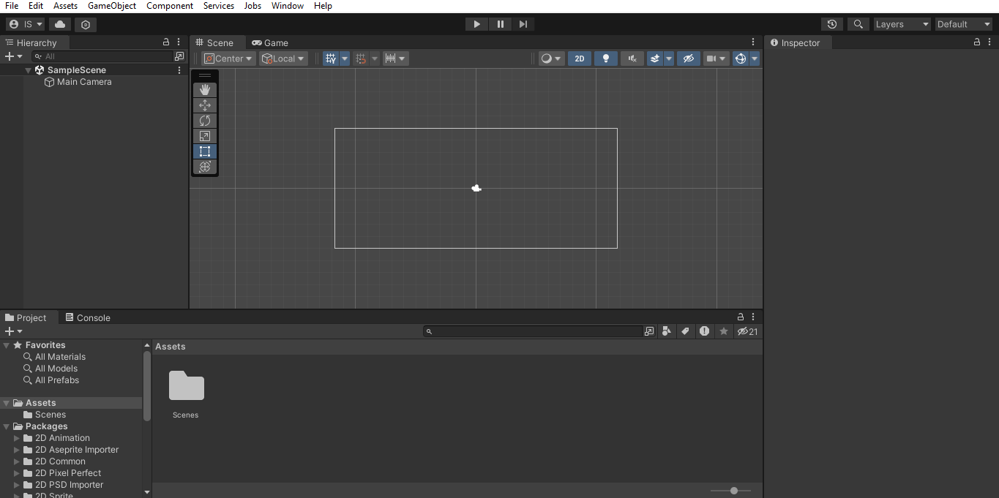 File Edit Assets GameObject Component Services Jobs Window Help
IS Layers Default
Hierarchy
All
SampleScene
Main Camera
Scene Game
Center Local 2D
Inspector
Project Console
21
Favorites
All Materials
All Models
All Prefabs
Assets
Scenes
Packages
2D Animation
2D Aseprite Importer
2D Common
2D Pixel Perfect
2D PSD Importer
2D Sprite
Assets
Scenes